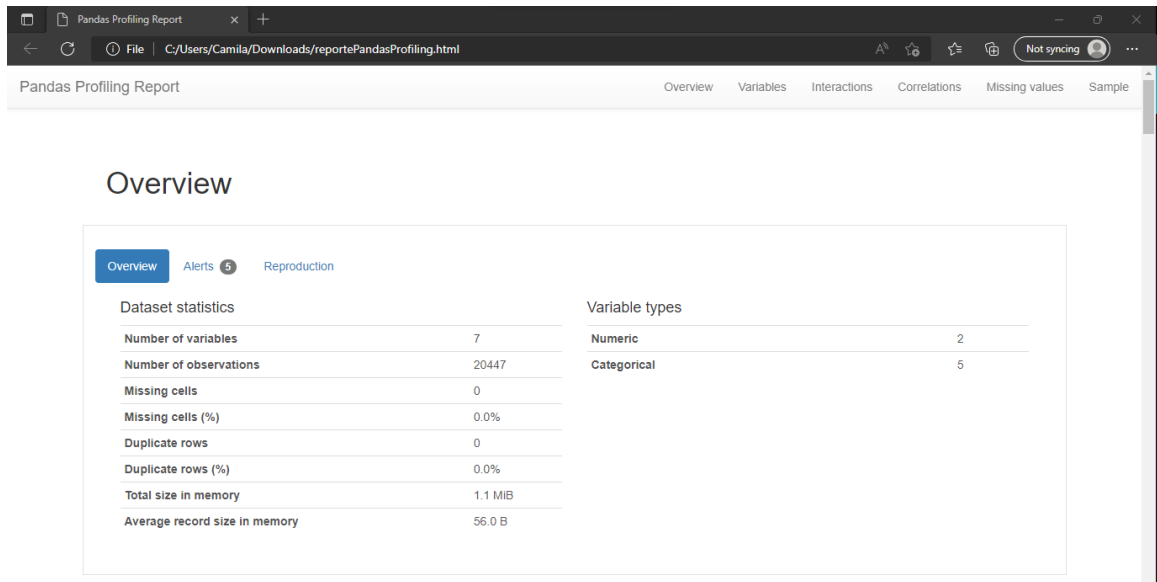 Pandas Profiling Report
File C:/Users/Camila/Downloads/reportePandasProfiling.html Not syncing
Pandas Profiling Report Overview Variables Interactions Correlations Missing values Sample
Overview
Overview Alerts 5 Reproduction
Dataset statistics
Number of variables 7
Number of observations 20447
Missing cells 0
Missing cells (%) 0.0%
Duplicate rows 0
Duplicate rows (%) 0.0%
Total size in memory 1.1 MiB
Average record size in memory 56.0 B
Variable types
Numeric 2
Categorical 5